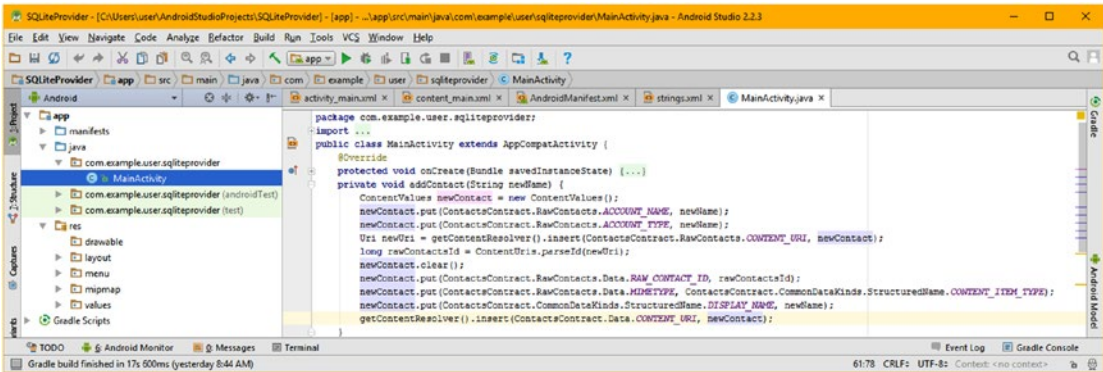 SQLiteProvider - [C:\Users\user\AndroidStudioProjects\SQLiteProvider] - [app] - ...\app\src\main\java\com\example\user\sqliteprovider\MainActivity.java - Android Studio 2.2.3
File Edit View Navigate Code Analyze Refactor Build Run Tools VCS Window Help
app
SQLiteProvider app src main java com example user sqliteprovider MainActivity
Android activity_main.xml content_main.xml AndroidManifest.xml strings.xml MainActivity.java
1: Project
7: Structure
Captures
app
manifests
java
com.example.user.sqliteprovider
MainActivity
com.example.user.sqliteprovider (androidTest)
com.example.user.sqliteprovider (test)
res
drawable
layout
menu
mipmap
values
Gradle Scripts
package com.example.user.sqliteprovider;
import ...
public class MainActivity extends AppCompatActivity {
@Override
protected void onCreate(Bundle savedInstanceState) {...}
private void addContact(String newName) {
ContentValues newContact = new ContentValues();
newContact.put(ContactsContract.RawContacts.ACCOUNT_NAME, newName);
newContact.put(ContactsContract.RawContacts.ACCOUNT_TYPE, newName);
Uri newUri = getContentResolver().insert(ContactsContract.RawContacts.CONTENT_URI, newContact);
long rawContactsId = ContentUris.parseId(newUri);
newContact.clear();
newContact.put(ContactsContract.RawContacts.Data.RAW_CONTACT_ID, rawContactsId);
newContact.put(ContactsContract.RawContacts.Data.MIMETYPE, ContactsContract.CommonDataKinds.StructuredName.CONTENT_ITEM_TYPE);
newContact.put(ContactsContract.CommonDataKinds.StructuredName.DISPLAY_NAME, newName);
getContentResolver().insert(ContactsContract.Data.CONTENT_URI, newContact);
}
Gradle
Android Model
TODO 6: Android Monitor 0: Messages Terminal Event Log Gradle Console
Gradle build finished in 17s 600ms (yesterday 8:44 AM) 61:78 CRLF÷ UTF-8÷ Context: <no context>